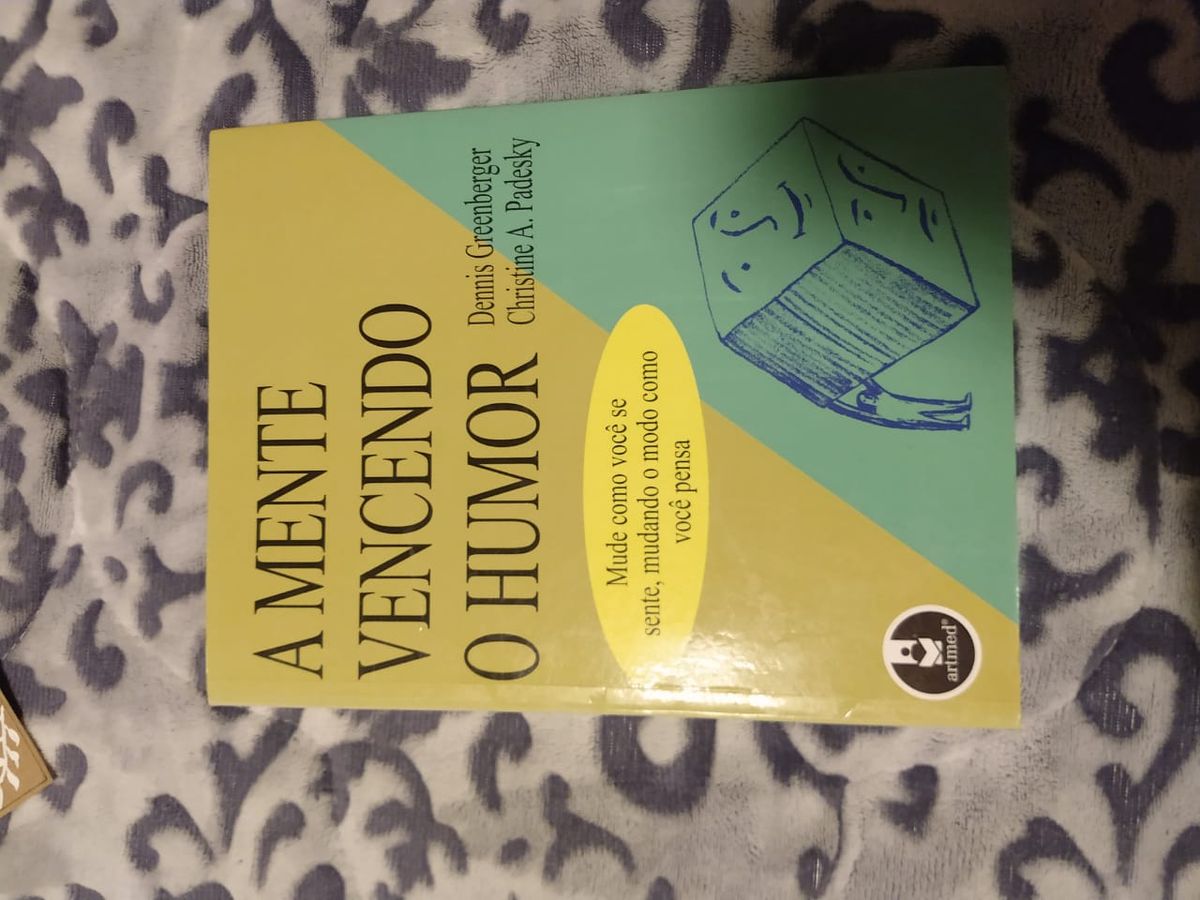 A MENTE
VENCENDO
O HUMOR
Dennis Greenberger
Christine A. Padesky
Mude como você se
sente, mudando o modo como
você pensa
artmed®